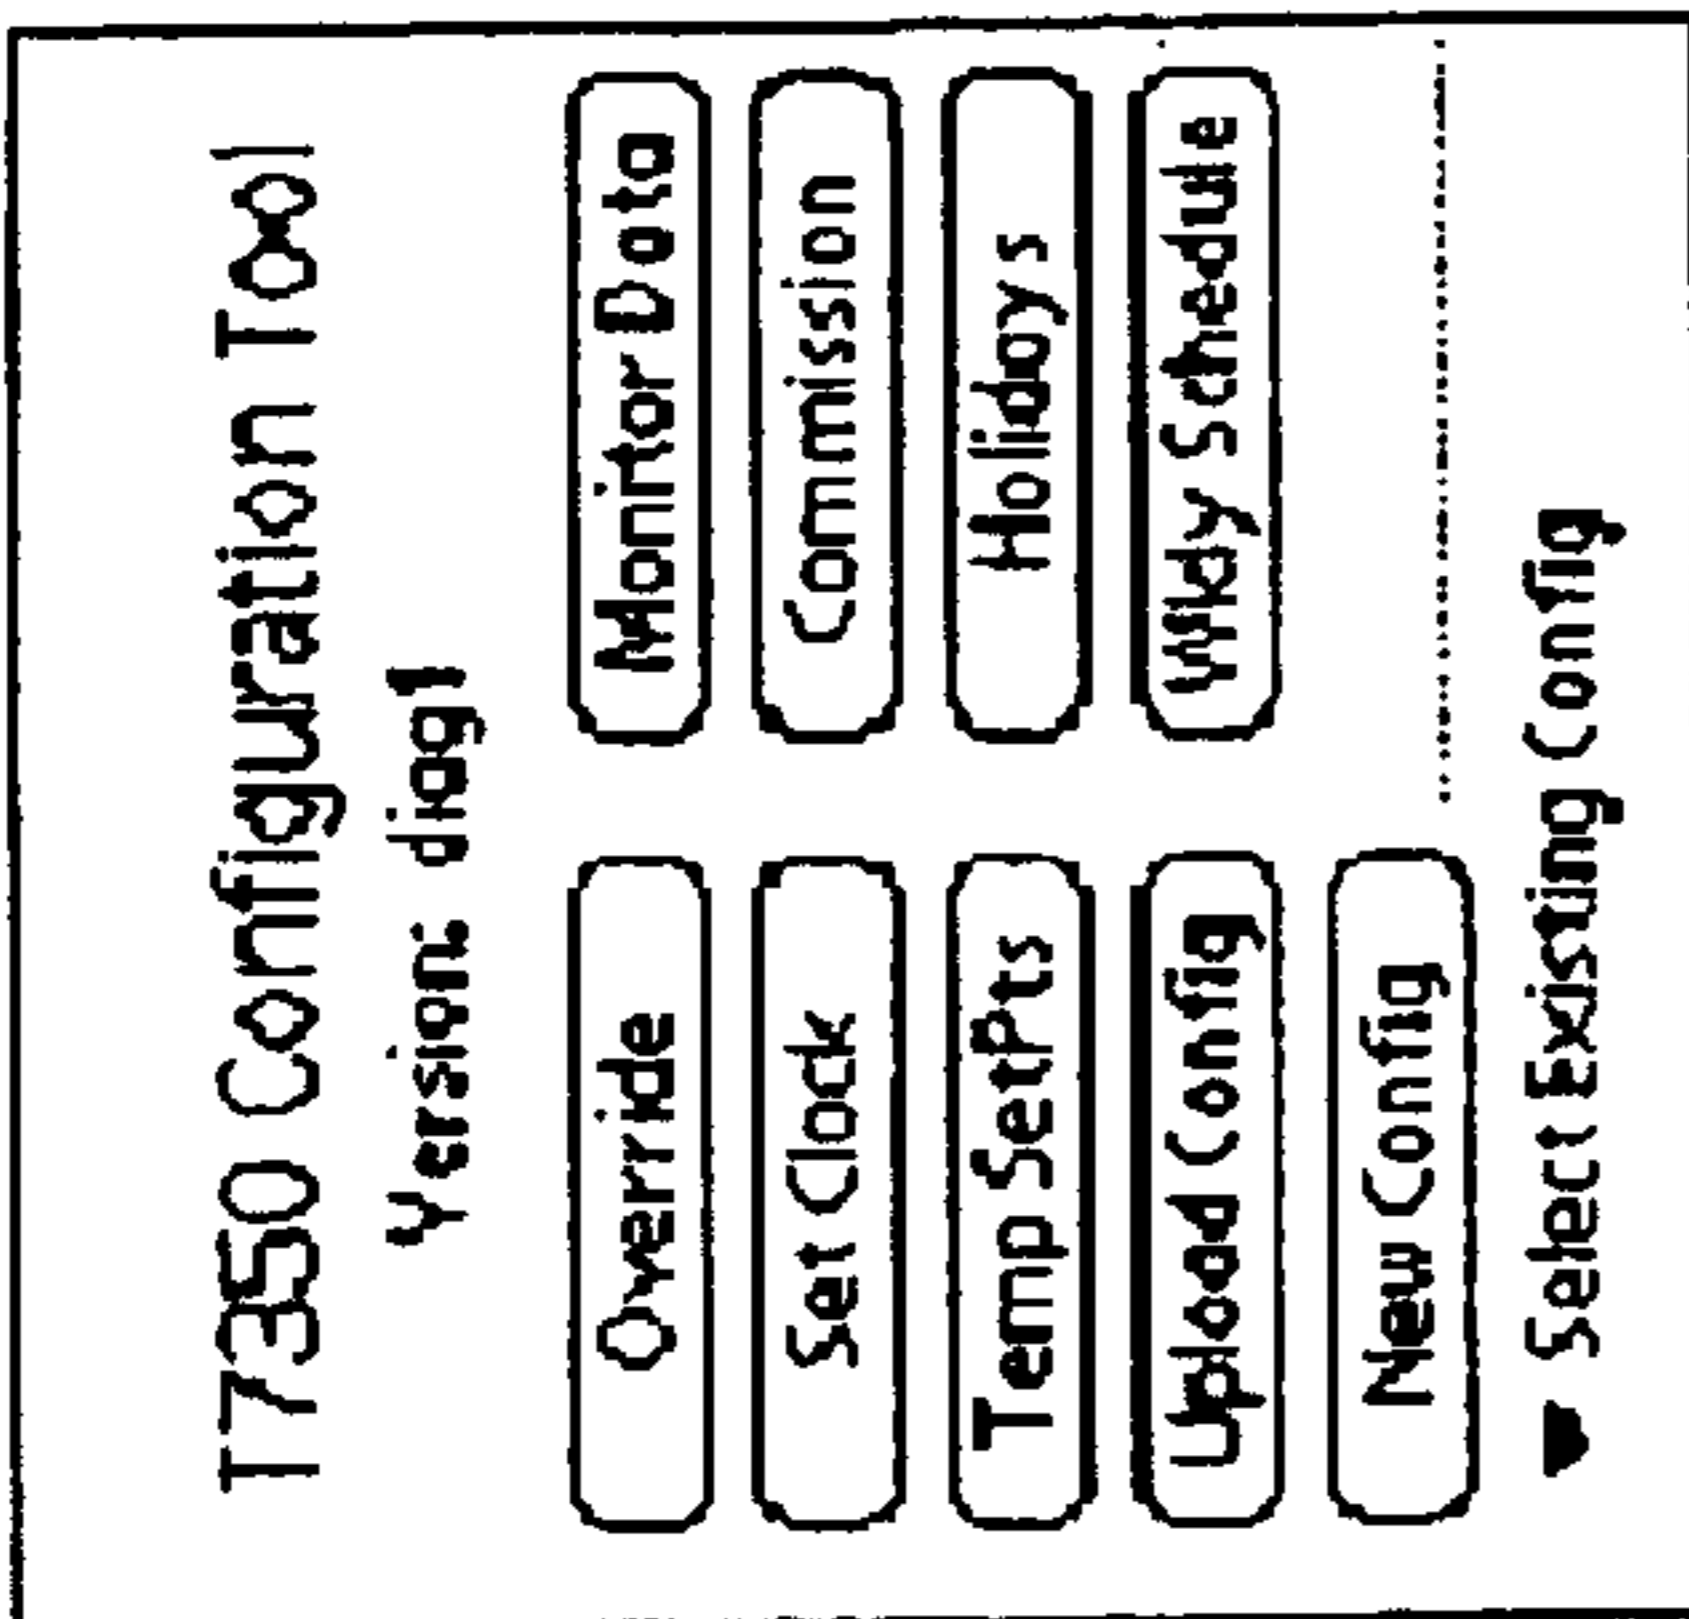 T7350 Configuration Tool
Version: diag1
Override Monitor Data
Set Clock Commission
Temp SetPts Holidays
Upload Config Wkly Schedule
New Config
Select Existing Config